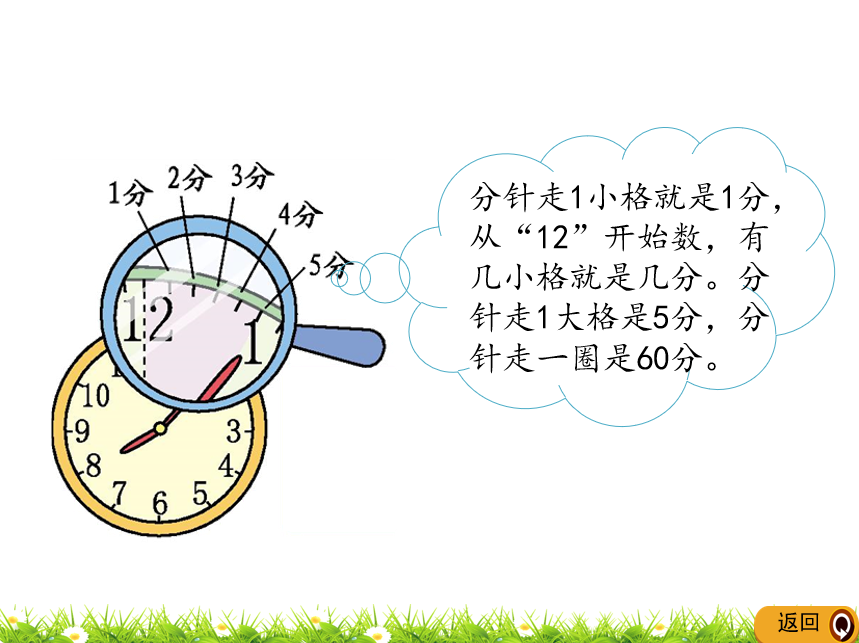 1分 2分 3分
4分
5分
分针走1小格就是1分，
从“12”开始数，有
几小格就是几分。分
针走1大格是5分，分
针走一圈是60分。
12
1
10
9
3
8
4
7
6
5
返回